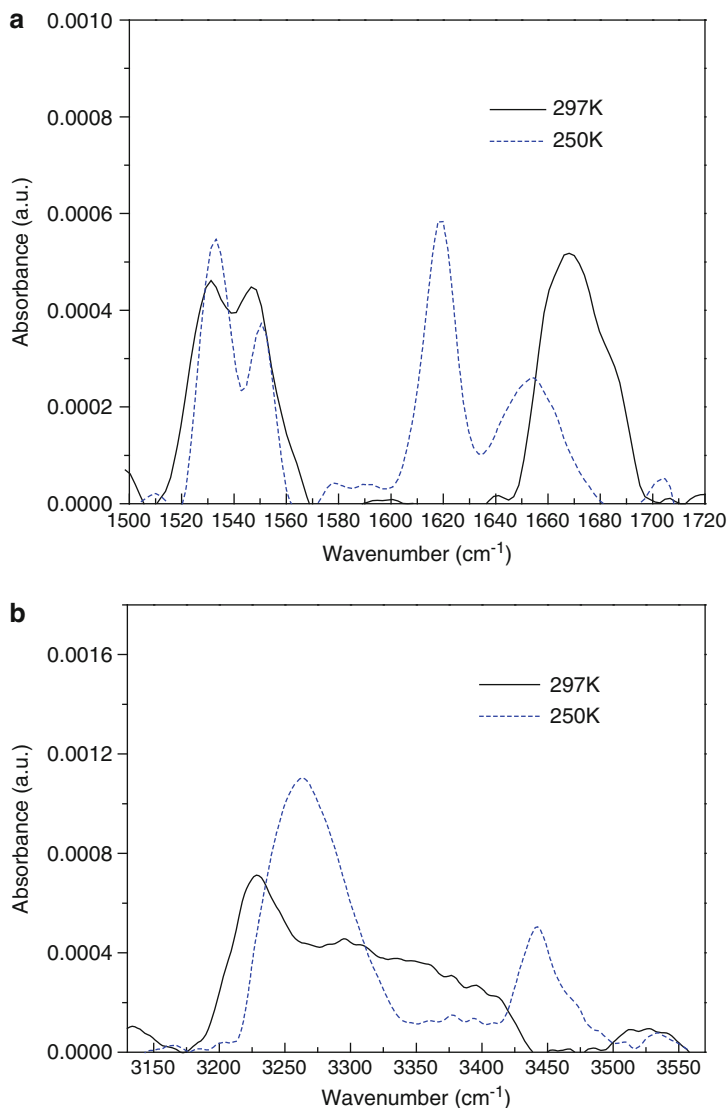 a
0.0010
0.0008
0.0006
0.0004
0.0002
0.0000
Absorbance (a.u.)
297K
250K
1500 1520 1540 1560 1580 1600 1620 1640 1660 1680 1700 1720
Wavenumber (cm-1)
b
0.0016
0.0012
0.0008
0.0004
0.0000
Absorbance (a.u.)
297K
250K
3150 3200 3250 3300 3350 3400 3450 3500 3550
Wavenumber (cm-1)